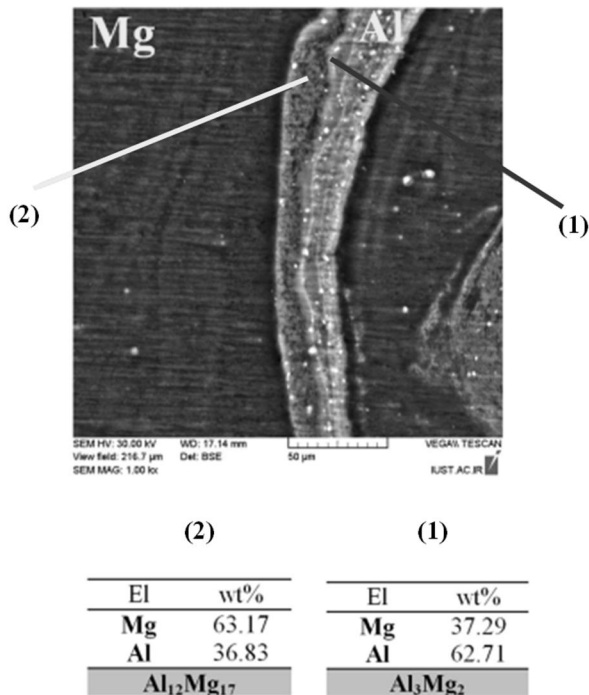 Mg Al
(2)
(1)
SEM HV: 30.00 kV WD: 17.14 mm VEGA\\ TESCAN
View field: 216.7 µm Det: BSE 50 µm
SEM MAG: 1.00 kx IUST.AC.IR
(2) (1)
El wt% El wt%
Mg 63.17 Mg 37.29
Al 36.83 Al 62.71
Al₁₂Mg₁₇ Al₃Mg₂